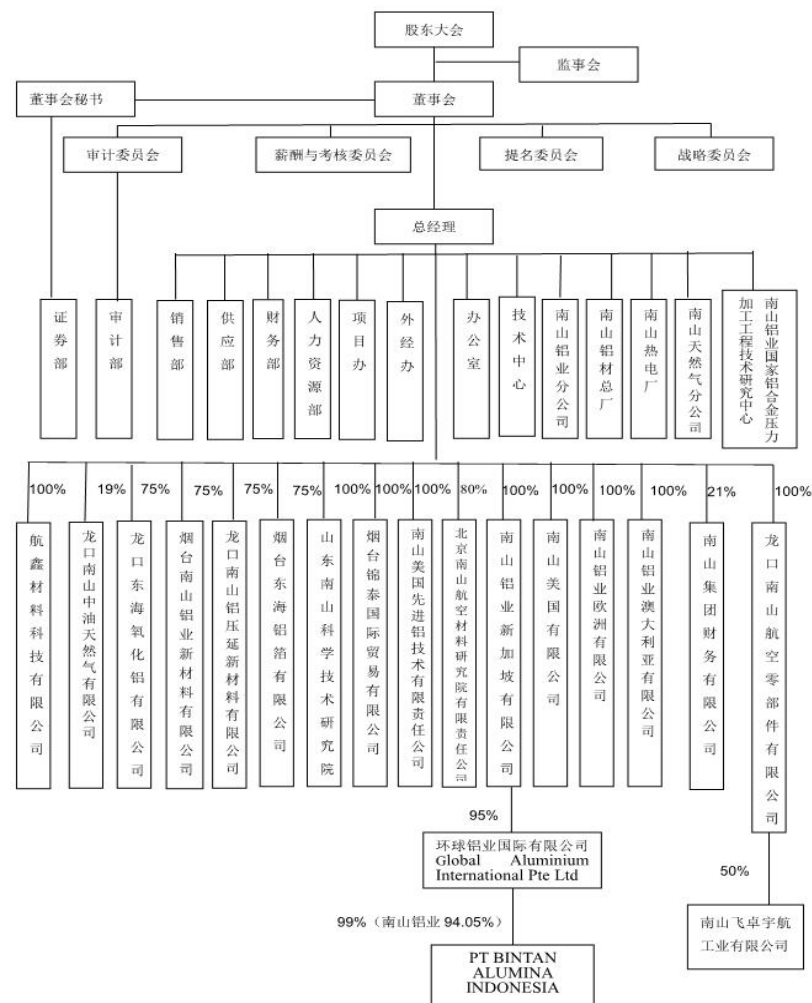 股东大会
监事会
董事会秘书
董事会
审计委员会
薪酬与考核委员会
提名委员会
战略委员会
总经理
证券部
审计部
销售部
供应部
财务部
人力资源部
项目办
外经办
办公室
技术中心
南山铝业分公司
南山铝材总厂
南山热电厂
南山天然气分公司
南山铝业国家铝合金压力
加工工程技术研究中心
100%
19%
75%
75%
75%
75%
100%
100%
100%
80%
100%
100%
100%
100%
21%
100%
航鑫材料科技有限公司
龙口南山中油天然气有限公司
龙口东海氧化铝有限公司
烟台南山铝业新材料有限公司
龙口南山铝压延新材料有限公司
烟台东海铝箔有限公司
山东南山科学技术研究院
烟台锦泰国际贸易有限公司
南山美国先进铝技术有限责任公司
北京南山航空材料研究院有限责任公司
南山铝业新加坡有限公司
南山美国有限公司
南山铝业欧洲有限公司
南山铝业澳大利亚有限公司
南山集团财务有限公司
龙口南山航空零部件有限公司
95%
环球铝业国际有限公司
Global Aluminium
International Pte Ltd
50%
99%（南山铝业 94.05%）
南山飞卓宇航
工业有限公司
PT BINTAN
ALUMINA
INDONESIA